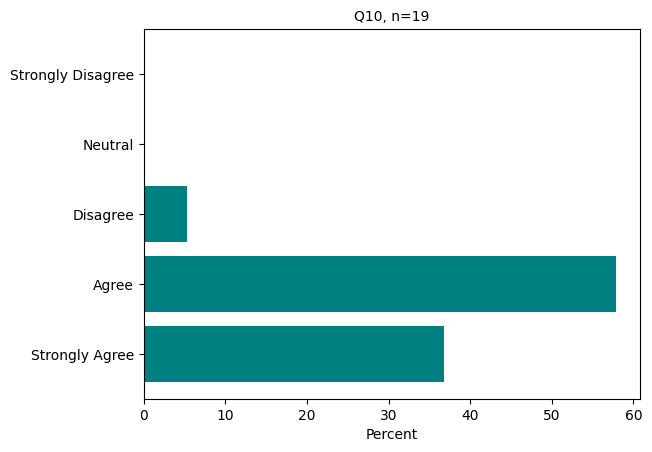 Q10, n=19
Strongly Disagree
Neutral
Disagree
Agree
Strongly Agree
0 10 20 30 40 50 60
Percent